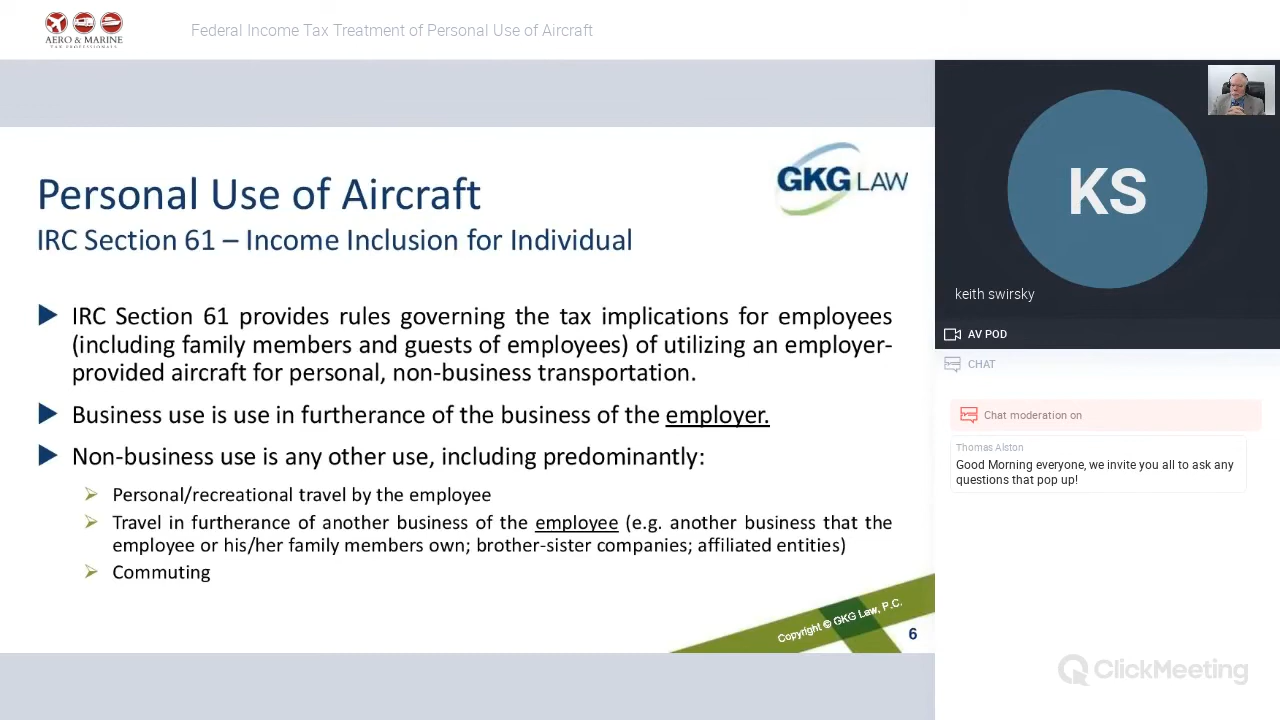 AERO & MARINE
TAX PROFESSIONALS
Federal Income Tax Treatment of Personal Use of Aircraft
GKG LAW
Personal Use of Aircraft
IRC Section 61 – Income Inclusion for Individual
IRC Section 61 provides rules governing the tax implications for employees
(including family members and guests of employees) of utilizing an employer-
provided aircraft for personal, non-business transportation.
Business use is use in furtherance of the business of the employer.
Non-business use is any other use, including predominantly:
Personal/recreational travel by the employee
Travel in furtherance of another business of the employee (e.g. another business that the
employee or his/her family members own; brother-sister companies; affiliated entities)
Commuting
Copyright © GKG Law, P.C.
6
KS
keith swirsky
AV POD
CHAT
Chat moderation on
Thomas Alston
Good Morning everyone, we invite you all to ask any
questions that pop up!
ClickMeeting